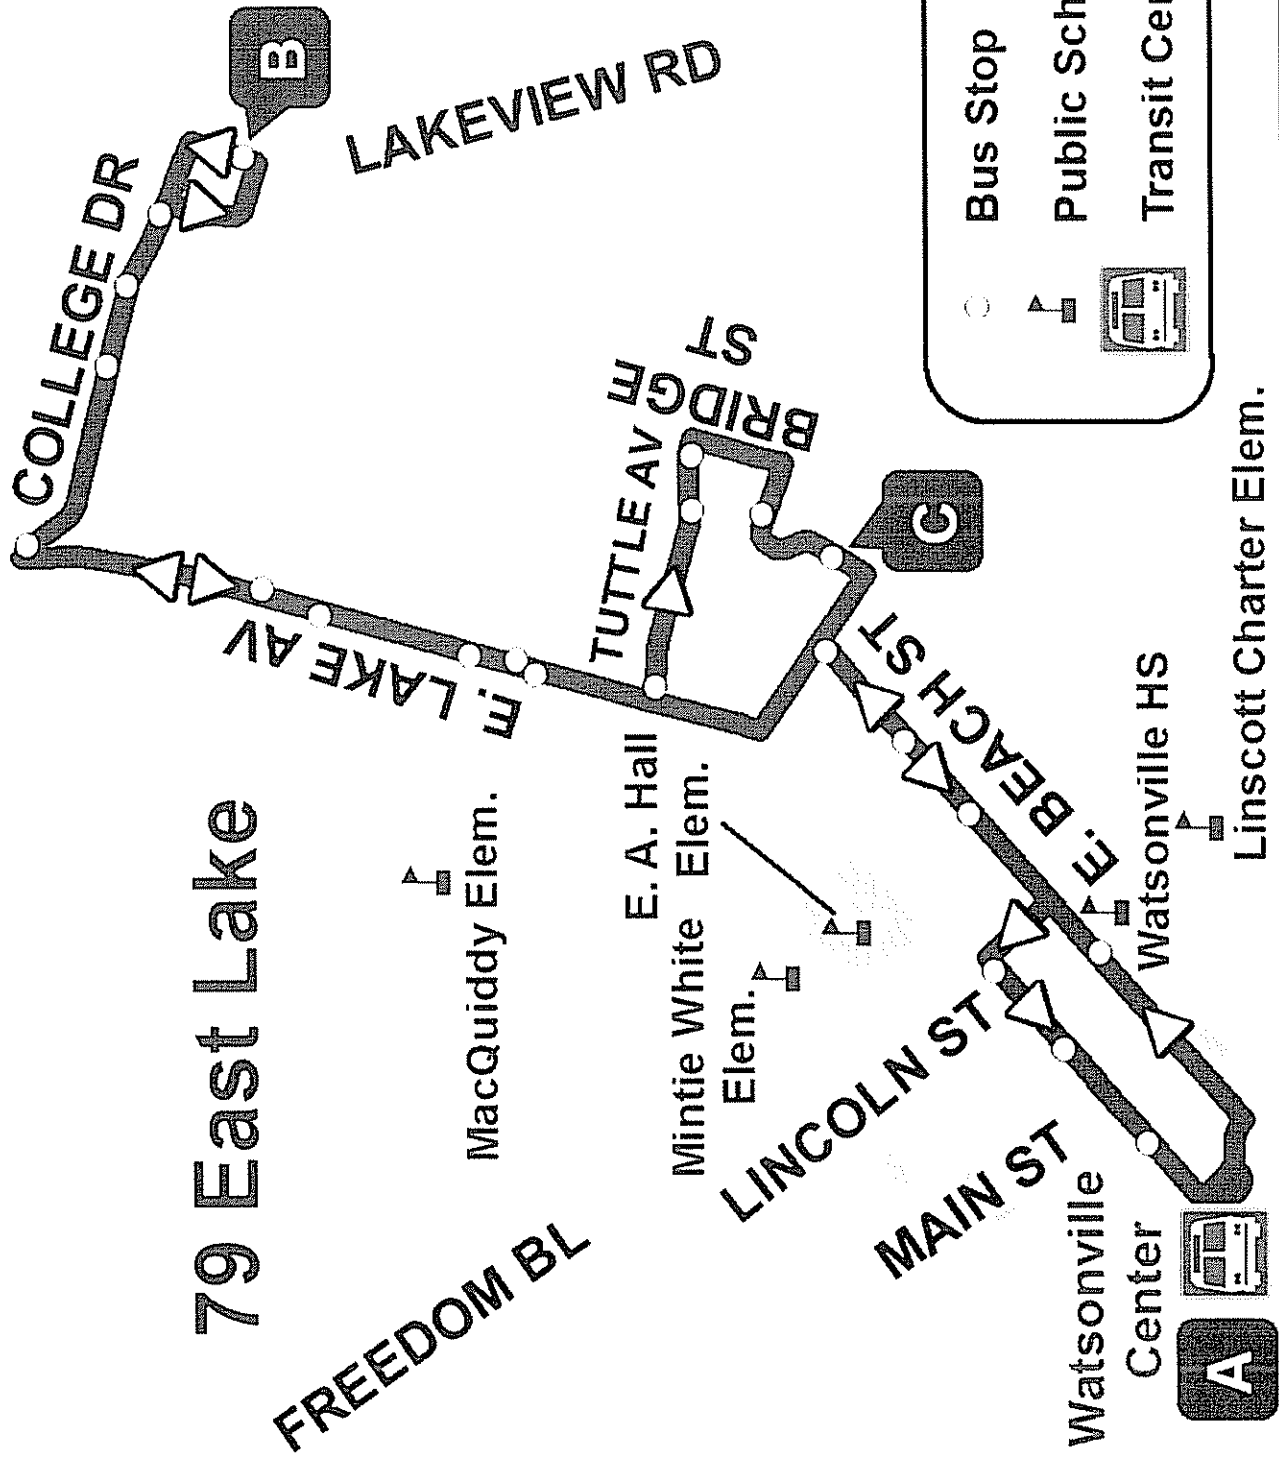 79 East Lake
COLLEGE DR
B
LAKEVIEW RD
E. LAKE AV
MacQuiddy Elem.
TUTTLE AV
BRIDGE
ST
FREEDOM BL
E. A. Hall
Elem.
Mintie White
Elem.
C
LINCOLN ST
E. BEACH ST
MAIN ST
Watsonville HS
Watsonville
Center
A
Linscott Charter Elem.
Bus Stop
Public Sch
Transit Cen